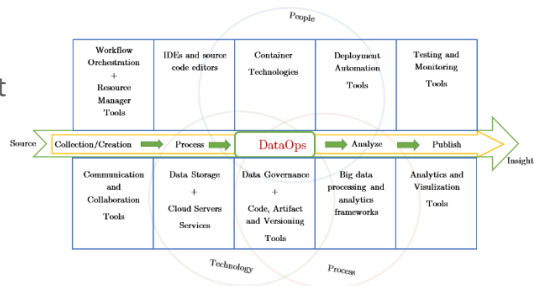 People
Workflow
Orchestration
+
Resource
Manager
Tools
IDEs and source
code editors
Container
Technologies
Deployment
Automation
Tools
Testing and
Monitoring
Tools
t
Source
Collection/Creation
Process
DataOps
Analyze
Publish
Insight
Communication
and
Collaboration
Tools
Data Storage
+
Cloud Servers
Services
Data Governance
+
Code, Artifact
and Versioning
Tools
Big data
processing and
analytics
frameworks
Analytics and
Visulization
Tools
Technology
Process